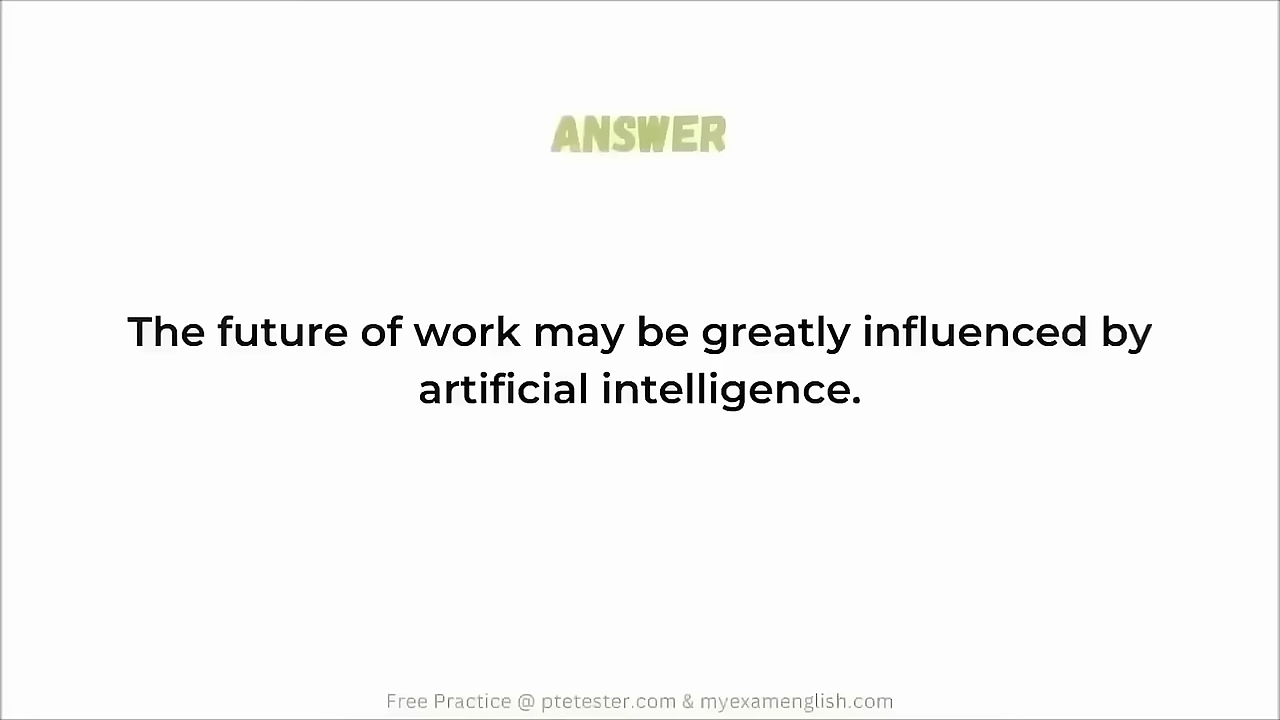 ANSWER
The future of work may be greatly influenced by
artificial intelligence.
Free Practice @ ptetester.com & myexamenglish.com